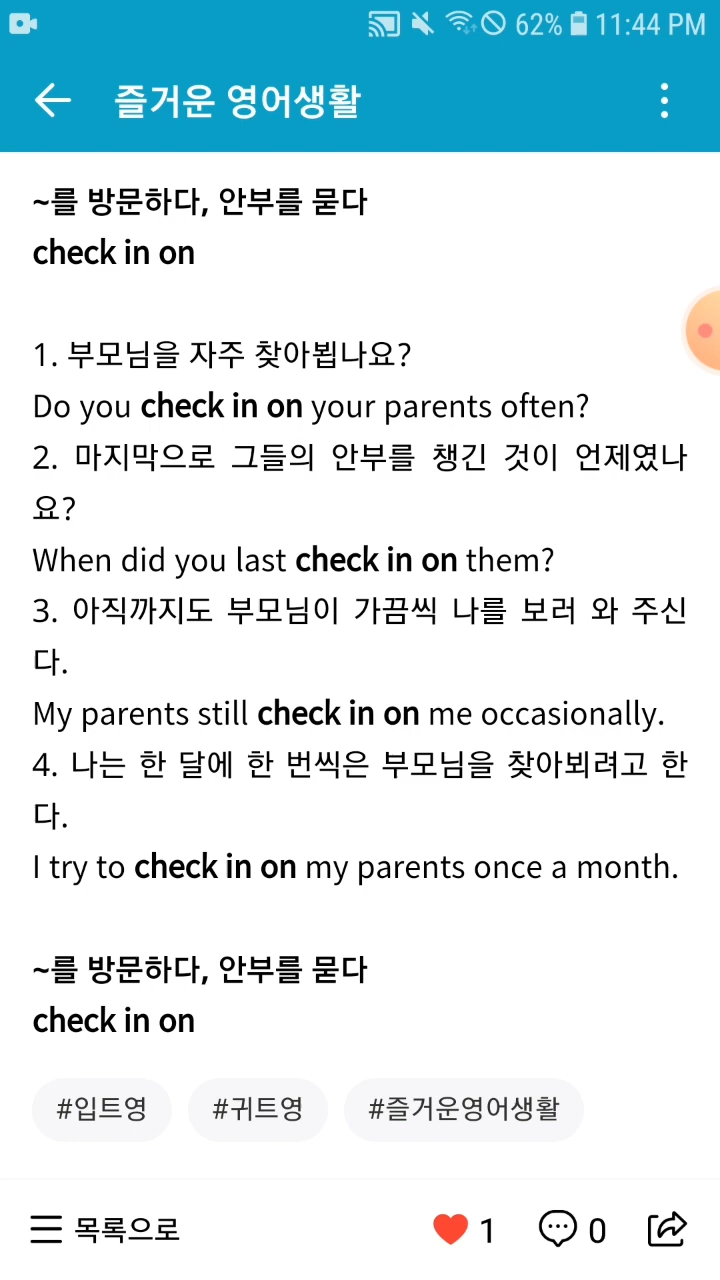 62% 11:44 PM
즐거운 영어생활
~를 방문하다, 안부를 묻다
check in on
1. 부모님을 자주 찾아뵙나요?
Do you check in on your parents often?
2. 마지막으로 그들의 안부를 챙긴 것이 언제였나
요?
When did you last check in on them?
3. 아직까지도 부모님이 가끔씩 나를 보러 와 주신
다.
My parents still check in on me occasionally.
4. 나는 한 달에 한 번씩은 부모님을 찾아뵈려고 한
다.
I try to check in on my parents once a month.
~를 방문하다, 안부를 묻다
check in on
#입트영 #귀트영 #즐거운영어생활
목록으로 1 0